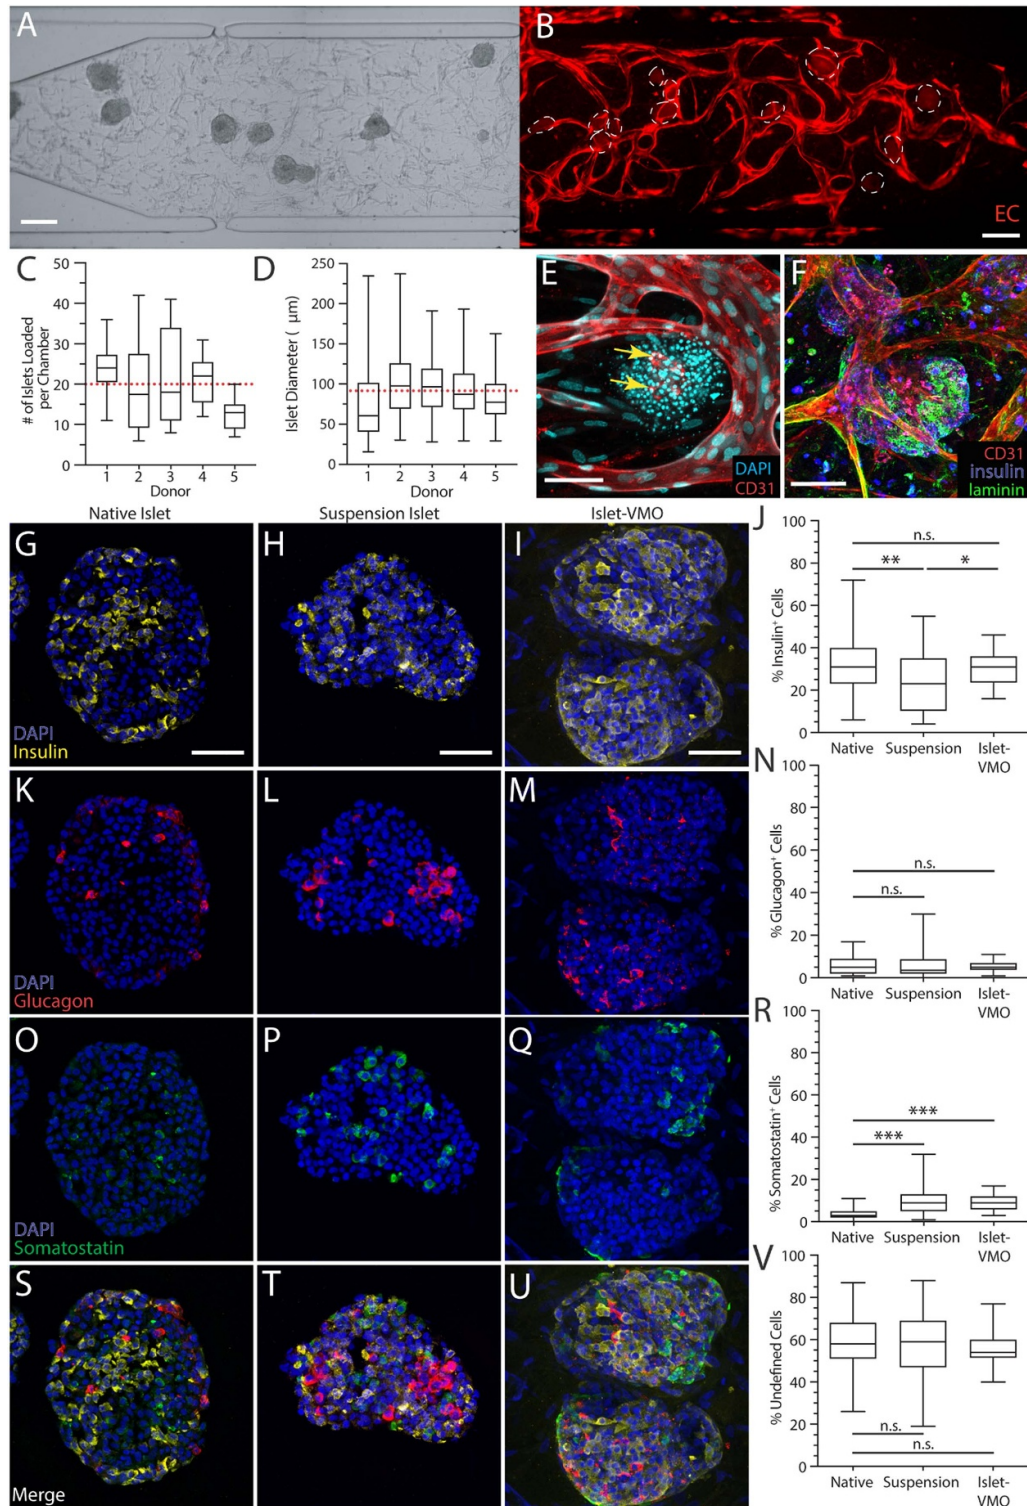 A
B
EC
C
# of Islets Loaded
per Chamber
50
40
30
20
10
0
1 2 3 4 5
Donor
D
Islet Diameter ( μm)
250
200
150
100
50
0
1 2 3 4 5
Donor
E
DAPI
CD31
F
CD31
insulin
laminin
Native Islet
Suspension Islet
Islet-VMO
G
DAPI
Insulin
H
I
J
% Insulin⁺ Cells
100
80
60
40
20
0
n.s.
**
*
Native
Suspension
Islet-
VMO
K
DAPI
Glucagon
L
M
N
% Glucagon⁺ Cells
100
80
60
40
20
0
n.s.
n.s.
Native
Suspension
Islet-
VMO
O
DAPI
Somatostatin
P
Q
R
% Somatostatin⁺ Cells
100
80
60
40
20
0
***
***
Native
Suspension
Islet-
VMO
S
Merge
T
U
V
% Undefined Cells
100
80
60
40
20
0
n.s.
n.s.
Native
Suspension
Islet-
VMO